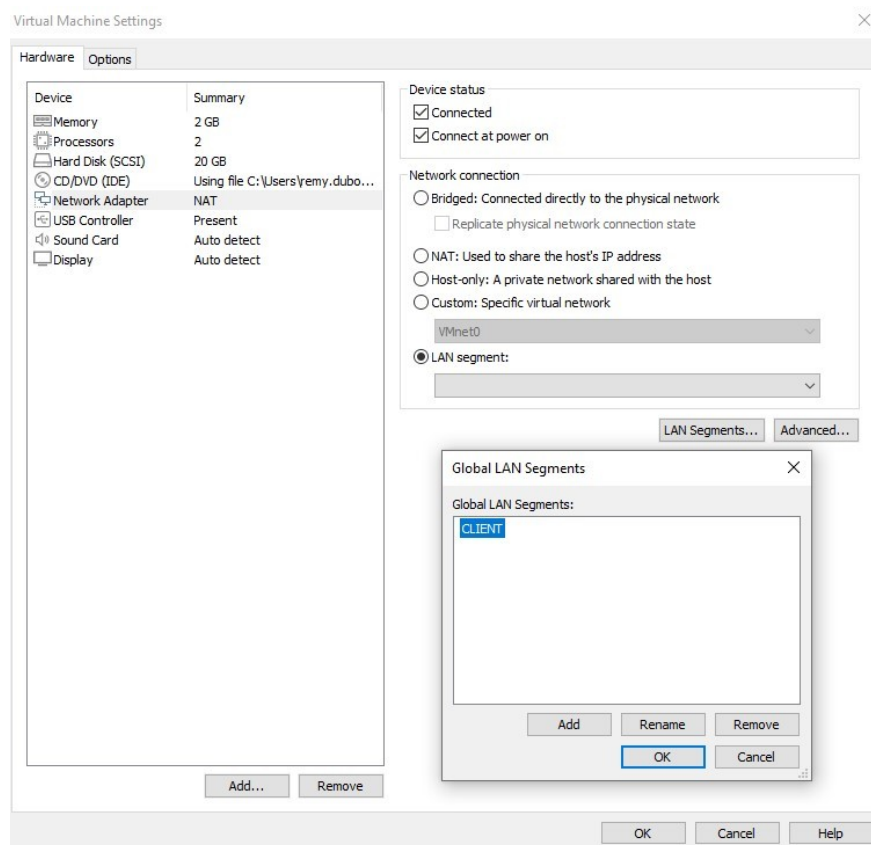 Virtual Machine Settings
Hardware Options
Device Summary
Memory 2 GB
Processors 2
Hard Disk (SCSI) 20 GB
CD/DVD (IDE) Using file C:\Users\remy.dubo...
Network Adapter NAT
USB Controller Present
Sound Card Auto detect
Display Auto detect
Add... Remove
Device status
Connected
Connect at power on
Network connection
Bridged: Connected directly to the physical network
Replicate physical network connection state
NAT: Used to share the host's IP address
Host-only: A private network shared with the host
Custom: Specific virtual network
VMnet0
LAN segment:
LAN Segments... Advanced...
Global LAN Segments
Global LAN Segments:
CLIENT
Add Rename Remove
OK Cancel
OK Cancel Help